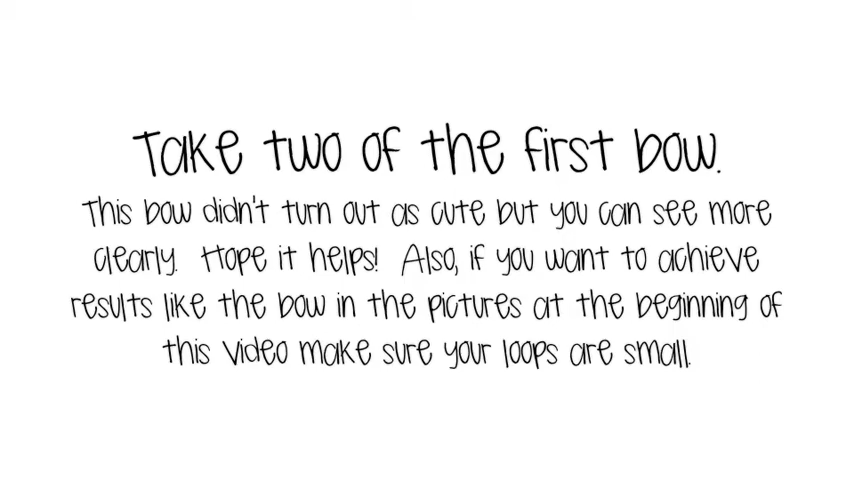 Take two of the first bow.
This bow didn't turn out as cute but you can see more
clearly.  Hope it helps!  Also, if you want to achieve
results like the bow in the pictures at the beginning of
this video make sure your loops are small.